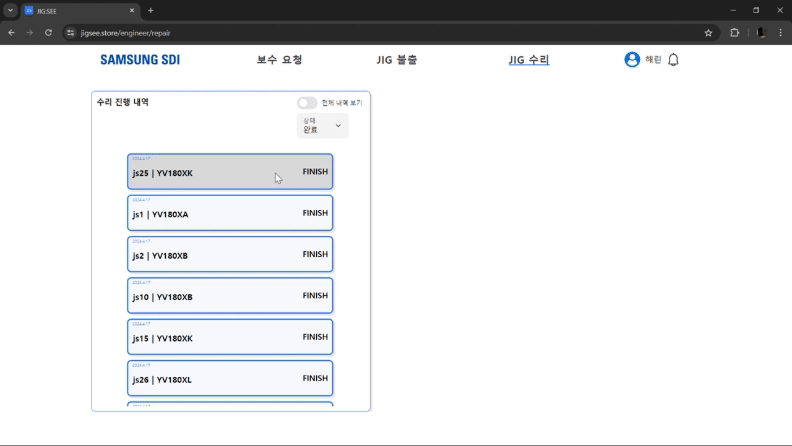 JIG:SEE
jigsee.store/engineer/repair
SAMSUNG SDI
보수 요청
JIG 불출
JIG 수리
해린
수리 진행 내역
전체 내역 보기
상태
완료
2024.4.17
js25 | YV180XK
FINISH
2024.4.17
js1 | YV180XA
FINISH
2024.4.17
js2 | YV180XB
FINISH
2024.4.17
js10 | YV180XB
FINISH
2024.4.17
js15 | YV180XK
FINISH
2024.4.17
js26 | YV180XL
FINISH